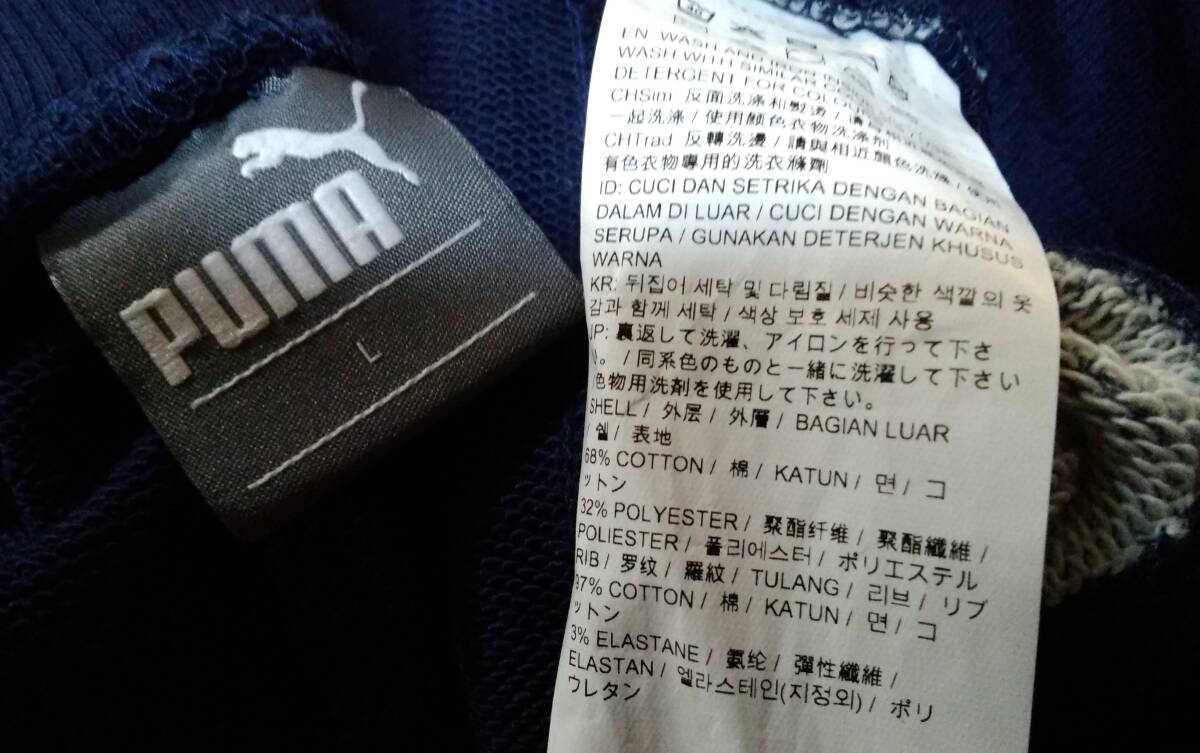 PUMA
L
EN WASH AND IRON IN
WASH WITH SIMILAR
DETERGENT FOR
CHSim: 反面洗涤和熨烫 / 请
一起洗涤 / 使用颜色衣物洗涤剂
CHTrad 反轉洗燙 / 請與相近顏色洗滌 / 使用
有色衣物專用的洗衣滌劑
ID: CUCI DAN SETRIKA DENGAN BAGIAN
DALAM DI LUAR / CUCI DENGAN WARNA
SERUPA / GUNAKAN DETERJEN KHUSUS
WARNA
KR: 뒤집어 세탁 및 다림질 / 비슷한 색깔의 옷
감과 함께 세탁 / 색상 보호 세제 사용
JP: 裏返して洗濯、アイロンを行って下さ
い。 / 同系色のものと一緒に洗濯して下さい
色物用洗剤を使用して下さい。
SHELL / 外层 / 外層 / BAGIAN LUAR
/ 쉘 / 表地
68% COTTON / 棉 / KATUN / 면 / コ
ットン
32% POLYESTER / 聚酯纤维 / 聚酯纖維 /
POLIESTER / 폴리에스터 / ポリエステル
RIB / 罗纹 / 羅紋 / TULANG / 리브 / リブ
97% COTTON / 棉 / KATUN / 면 / コ
ットン
3% ELASTANE / 氨纶 / 彈性纖維 /
ELASTAN / 엘라스테인(지정외) / ポリ
ウレタン